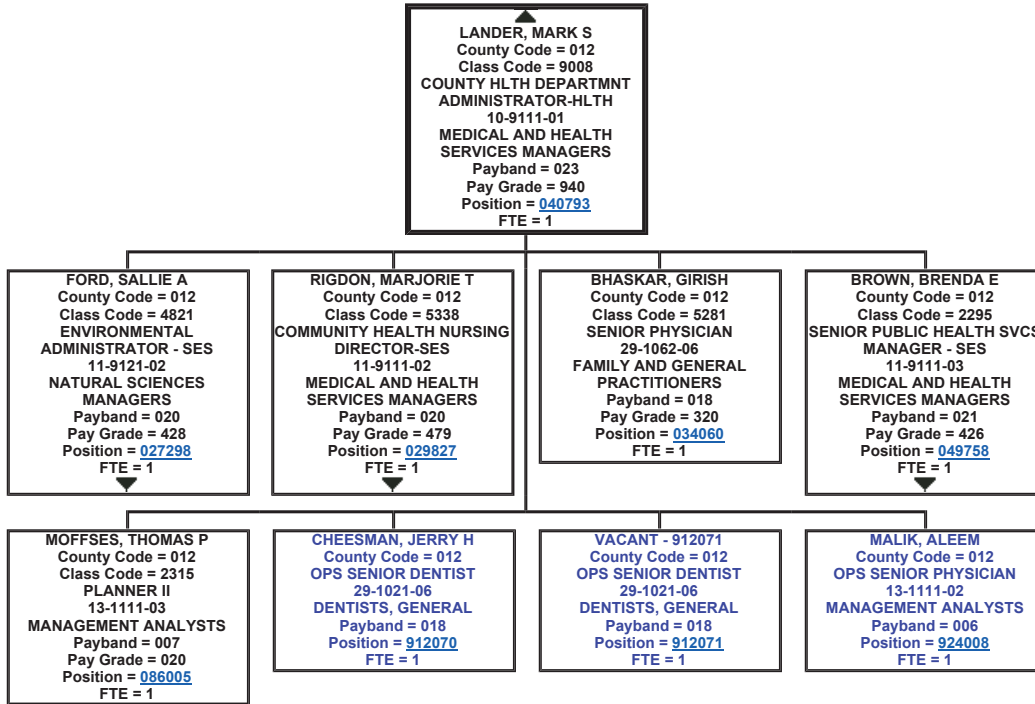 LANDER, MARK S
County Code = 012
Class Code = 9008
COUNTY HLTH DEPARTMNT
ADMINISTRATOR-HLTH
10-9111-01
MEDICAL AND HEALTH
SERVICES MANAGERS
Payband = 023
Pay Grade = 940
Position = 040793
FTE = 1
FORD, SALLIE A
County Code = 012
Class Code = 4821
ENVIRONMENTAL
ADMINISTRATOR - SES
11-9121-02
NATURAL SCIENCES
MANAGERS
Payband = 020
Pay Grade = 428
Position = 027298
FTE = 1
RIGDON, MARJORIE T
County Code = 012
Class Code = 5338
COMMUNITY HEALTH NURSING
DIRECTOR-SES
11-9111-02
MEDICAL AND HEALTH
SERVICES MANAGERS
Payband = 020
Pay Grade = 479
Position = 029827
FTE = 1
BHASKAR, GIRISH
County Code = 012
Class Code = 5281
SENIOR PHYSICIAN
29-1062-06
FAMILY AND GENERAL
PRACTITIONERS
Payband = 018
Pay Grade = 320
Position = 034060
FTE = 1
BROWN, BRENDA E
County Code = 012
Class Code = 2295
SENIOR PUBLIC HEALTH SVCS
MANAGER - SES
11-9111-03
MEDICAL AND HEALTH
SERVICES MANAGERS
Payband = 021
Pay Grade = 426
Position = 049758
FTE = 1
MOFFSES, THOMAS P
County Code = 012
Class Code = 2315
PLANNER II
13-1111-03
MANAGEMENT ANALYSTS
Payband = 007
Pay Grade = 020
Position = 086005
FTE = 1
CHEESMAN, JERRY H
County Code = 012
OPS SENIOR DENTIST
29-1021-06
DENTISTS, GENERAL
Payband = 018
Position = 912070
FTE = 1
VACANT - 912071
County Code = 012
OPS SENIOR DENTIST
29-1021-06
DENTISTS, GENERAL
Payband = 018
Position = 912071
FTE = 1
MALIK, ALEEM
County Code = 012
OPS SENIOR PHYSICIAN
13-1111-02
MANAGEMENT ANALYSTS
Payband = 006
Position = 924008
FTE = 1